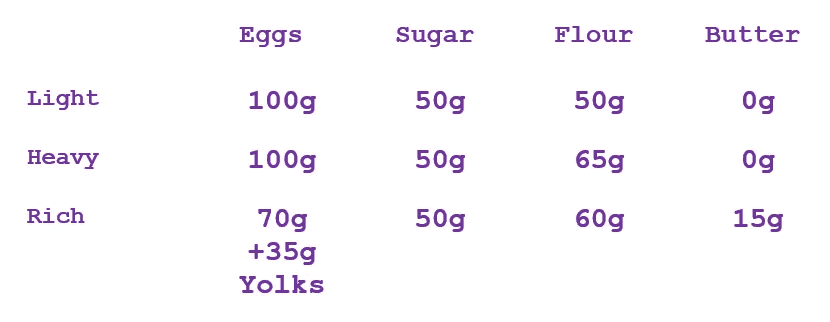 Eggs Sugar Flour Butter
Light 100g 50g 50g 0g
Heavy 100g 50g 65g 0g
Rich 70g 50g 60g 15g
+35g
Yolks